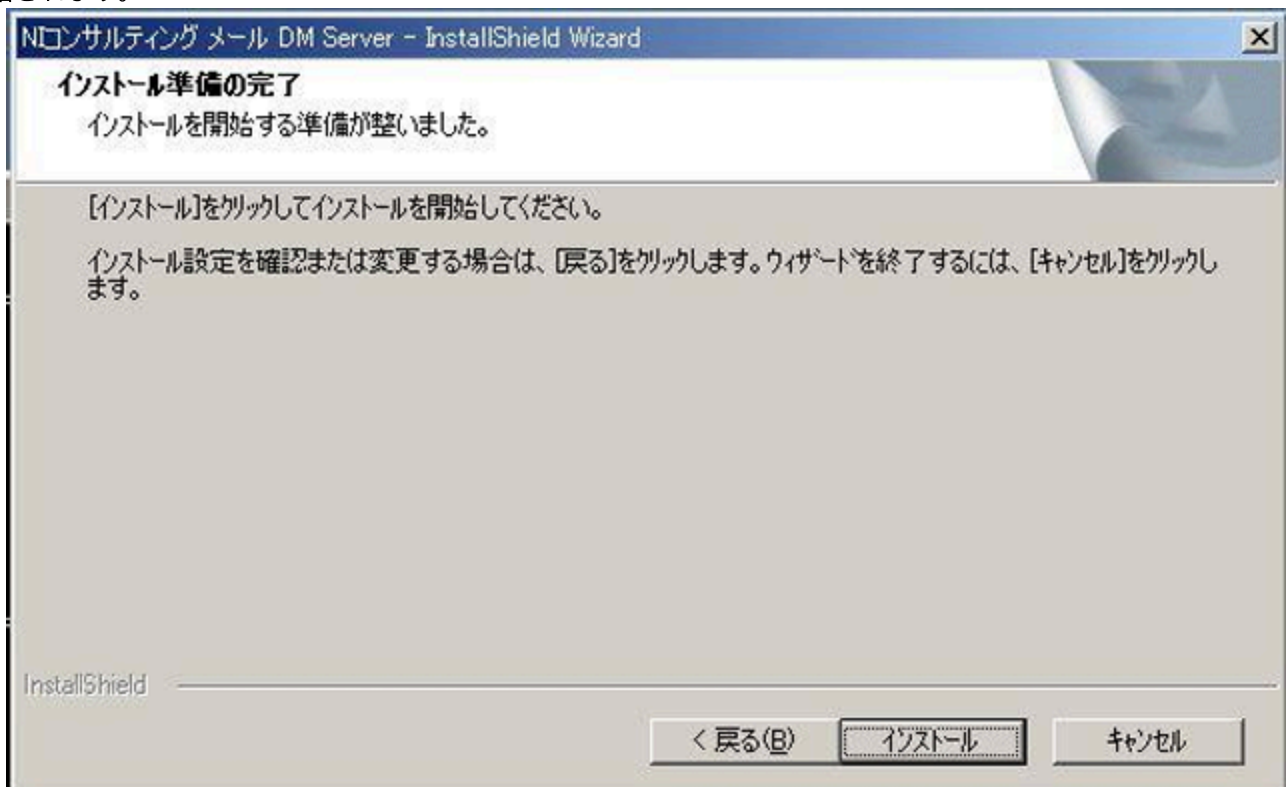 されます。
NIコンサルティング メール DM Server - InstallShield Wizard
インストール準備の完了
インストールを開始する準備が整いました。
[インストール]をクリックしてインストールを開始してください。
インストール設定を確認または変更する場合は、[戻る]をクリックします。ウィザードを終了するには、[キャンセル]をクリックし
ます。
InstallShield
< 戻る(B) インストール キャンセル